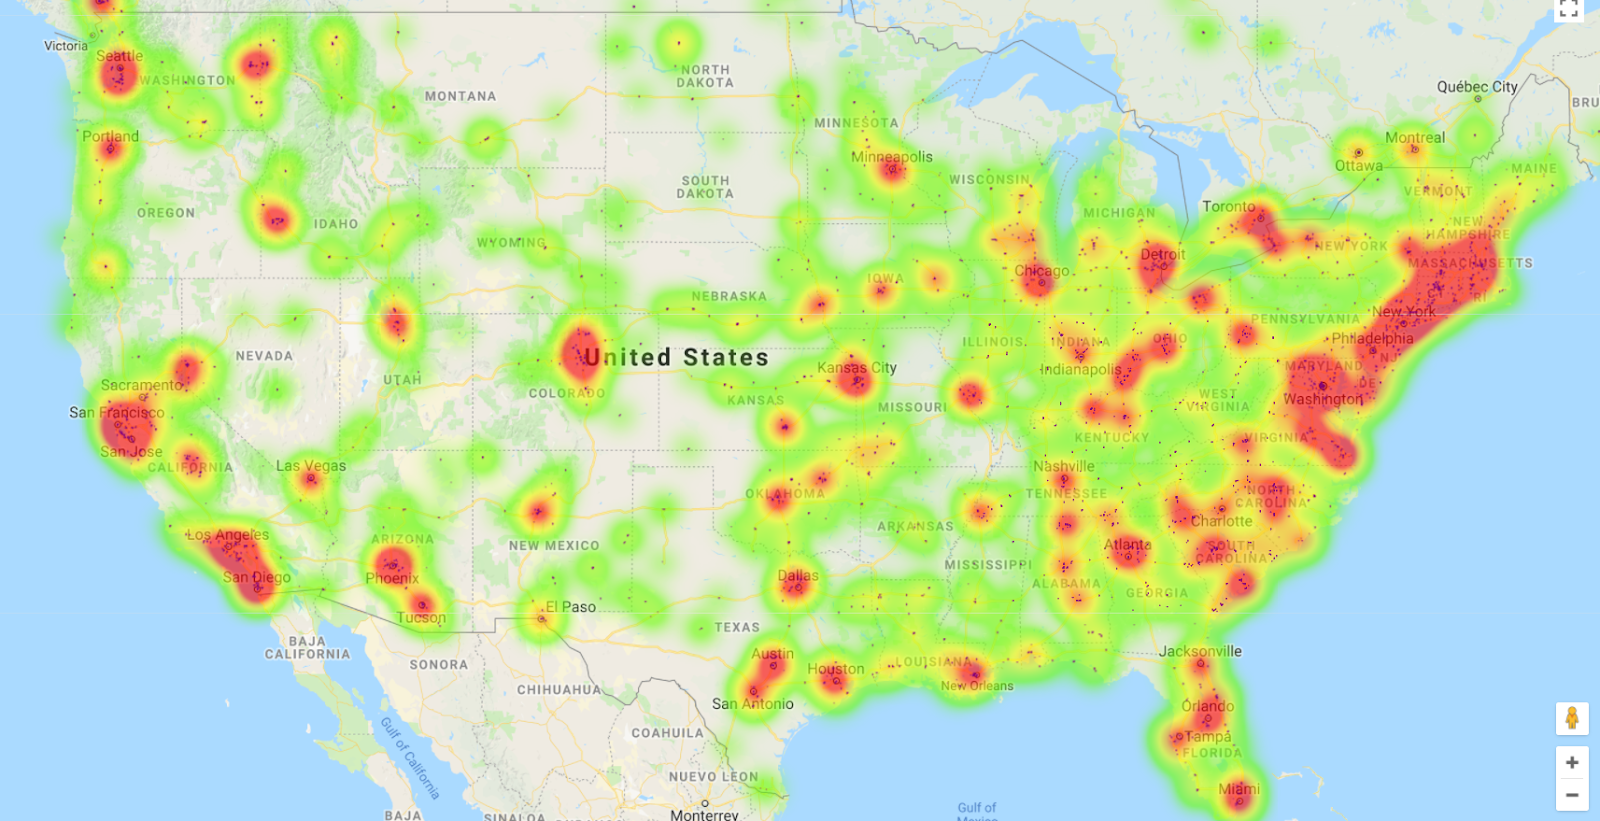 Québec City
BRU
Victoria
Seattle
WASHINGTON
MONTANA
NORTH
DAKOTA
MINNESOTA
Minneapolis
Portland
OREGON
IDAHO
SOUTH
DAKOTA
WISCONSIN
MICHIGAN
Ottawa
Montreal
MAINE
VERMONT
NEW
HAMPSHIRE
Toronto
NEW YORK
MASSACHUSETTS
RI
WYOMING
IOWA
Chicago
Detroit
NEBRASKA
New York
PENNSYLVANIA
Philadelphia
NJ
NEVADA
UTAH
United States
COLORADO
KANSAS
Kansas City
MISSOURI
ILLINOIS
INDIANA
Indianapolis
OHIO
MARYLAND
DE
Washington
WEST
VIRGINIA
Sacramento
San Francisco
San Jose
CALIFORNIA
Las Vegas
KENTUCKY
VIRGINIA
Nashville
TENNESSEE
NORTH
CAROLINA
Charlotte
OKLAHOMA
ARKANSAS
Los Angeles
San Diego
ARIZONA
Phoenix
Tucson
NEW MEXICO
El Paso
Dallas
TEXAS
MISSISSIPPI
ALABAMA
Atlanta
SOUTH
CAROLINA
GEORGIA
BAJA
CALIFORNIA
SONORA
CHIHUAHUA
Austin
San Antonio
Houston
LOUISIANA
New Orleans
Jacksonville
Orlando
Tampa
FLORIDA
Miami
COAHUILA
Gulf of California
NUEVO LEON
Monterrey
BAJA
SINALOA
Gulf of
Mexico